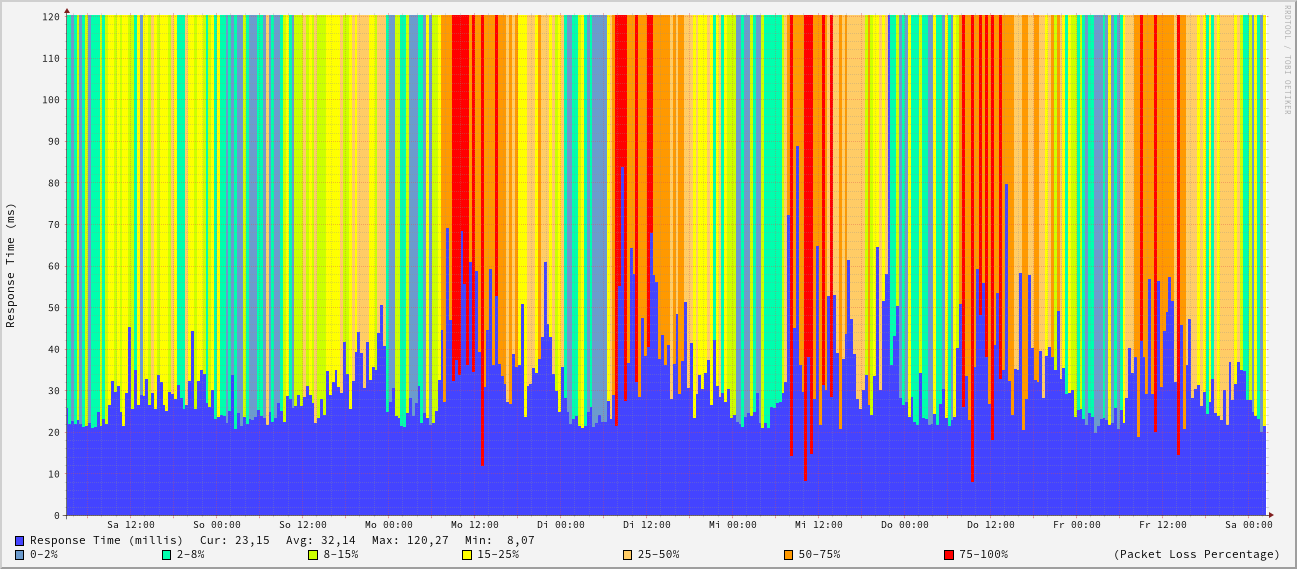 RRDTOOL / TOBI OETIKER
Response Time (ms)
120
110
100
90
80
70
60
50
40
30
20
10
0
Sa 12:00 So 00:00 So 12:00 Mo 00:00 Mo 12:00 Di 00:00 Di 12:00 Mi 00:00 Mi 12:00 Do 00:00 Do 12:00 Fr 00:00 Fr 12:00 Sa 00:00
Response Time (millis) Cur: 23,15 Avg: 32,14 Max: 120,27 Min: 8,07
0-2% 2-8% 8-15% 15-25% 25-50% 50-75% 75-100% (Packet Loss Percentage)